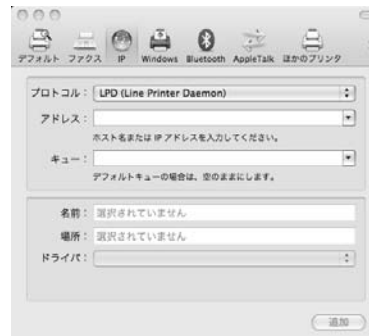 デフォルト ファクス IP Windows Bluetooth AppleTalk ほかのプリンタ
プロトコル： LPD (Line Printer Daemon)
アドレス：
ホスト名または IP アドレスを入力してください。
キュー：
デフォルトキューの場合は、空のままにします。
名前： 選択されていません
場所： 選択されていません
ドライバ：
追加